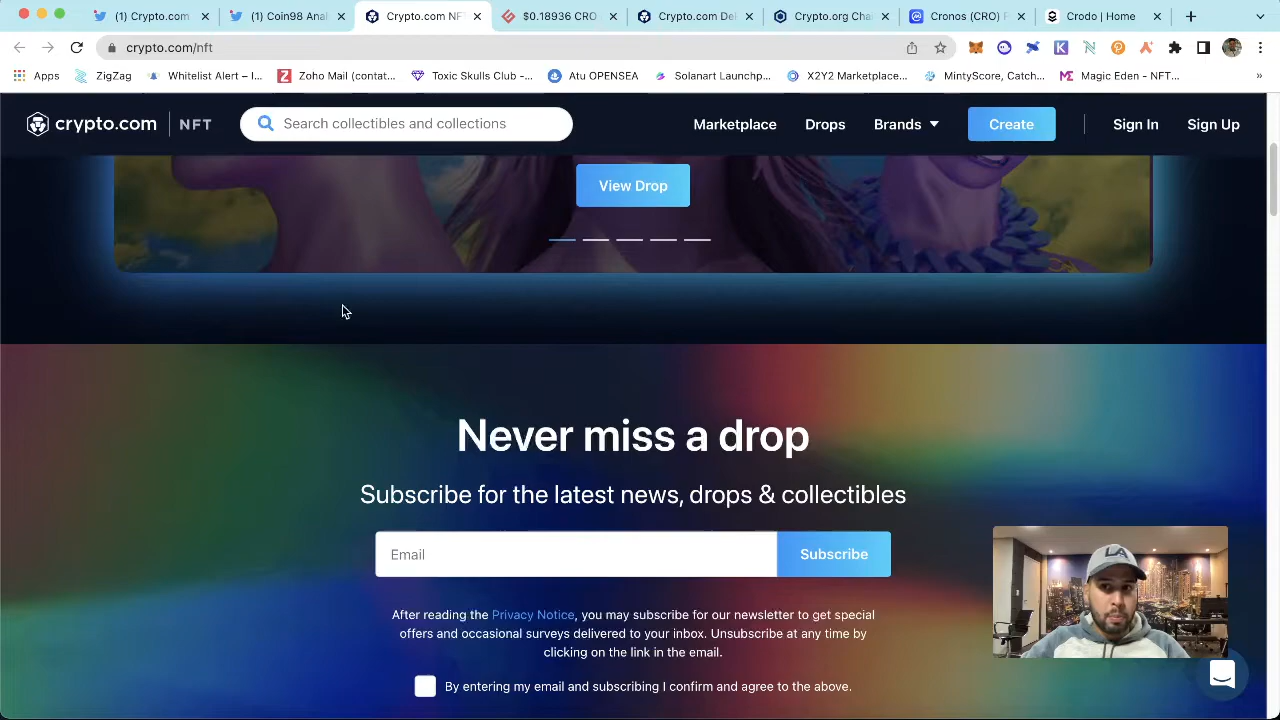 (1) Crypto.com
(1) Coin98 Anal
Crypto.com NF
$0.18936 CRO
Crypto.com De
Crypto.org Cha
Cronos (CRO) P
Crodo | Home
crypto.com/nft
Apps
ZigZag
Whitelist Alert – I...
Zoho Mail (contat...
Toxic Skulls Club -...
Atu OPENSEA
Solanart Launchp...
X2Y2 Marketplace...
MintyScore, Catch...
Magic Eden - NFT...
»
crypto.com | NFT
Search collectibles and collections
Marketplace
Drops
Brands
Create
Sign In
Sign Up
View Drop
Never miss a drop
Subscribe for the latest news, drops & collectibles
Email
Subscribe
After reading the Privacy Notice, you may subscribe for our newsletter to get special
offers and occasional surveys delivered to your inbox. Unsubscribe at any time by
clicking on the link in the email.
By entering my email and subscribing I confirm and agree to the above.
LA